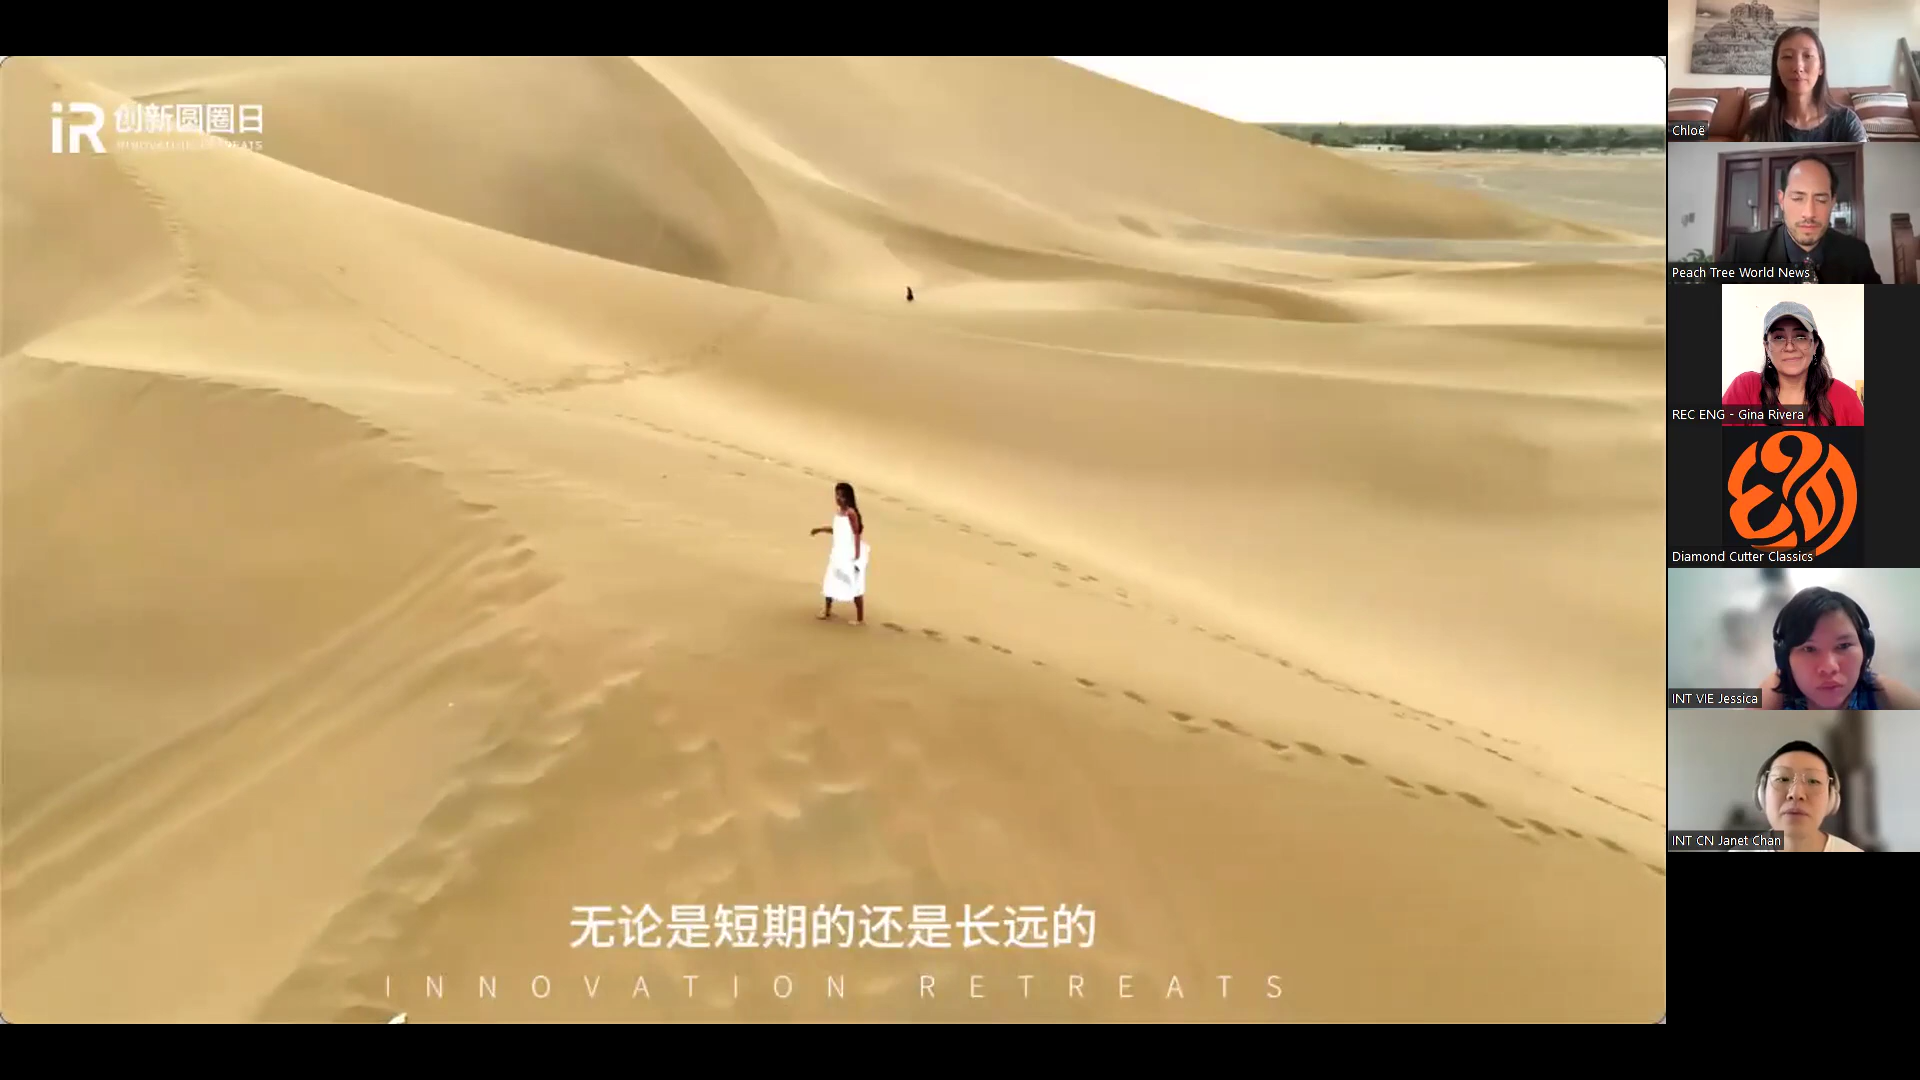 iR 创新圆圈日
INNOVATION RETREATS
无论是短期的还是长远的
INNOVATION RETREATS
Chloë
Peach Tree World News
REC ENG - Gina Rivera
Diamond Cutter Classics
INT VIE Jessica
INT CN Janet Chan